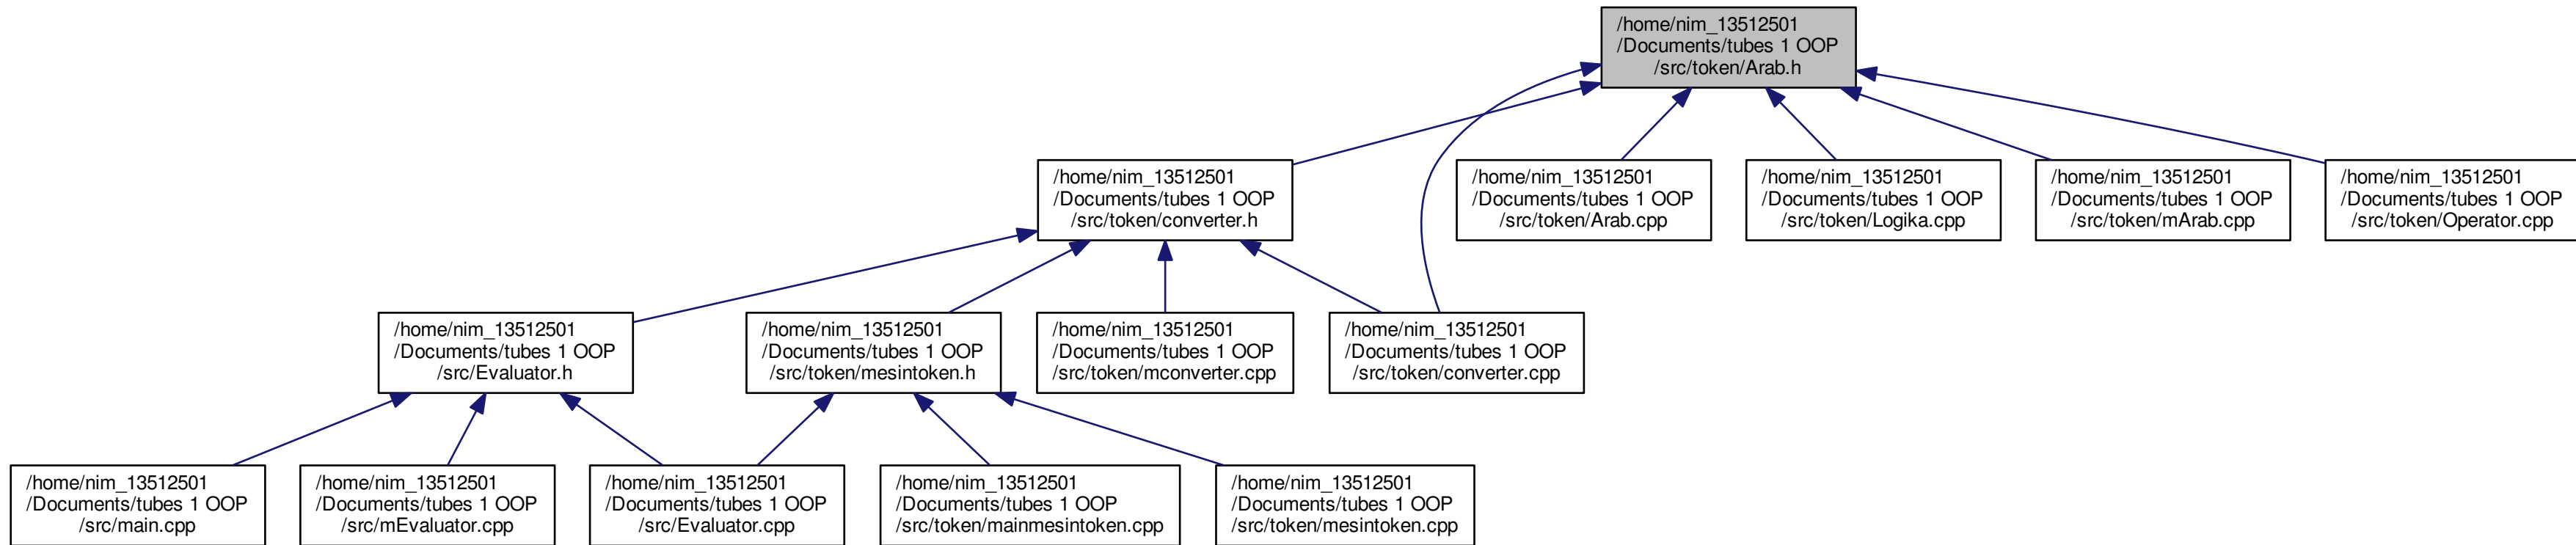 /home/nim_13512501
/Documents/tubes 1 OOP
/src/token/Arab.h
/home/nim_13512501
/Documents/tubes 1 OOP
/src/token/converter.h
/home/nim_13512501
/Documents/tubes 1 OOP
/src/token/Arab.cpp
/home/nim_13512501
/Documents/tubes 1 OOP
/src/token/Logika.cpp
/home/nim_13512501
/Documents/tubes 1 OOP
/src/token/mArab.cpp
/home/nim_13512501
/Documents/tubes 1 OOP
/src/token/Operator.cpp
/home/nim_13512501
/Documents/tubes 1 OOP
/src/Evaluator.h
/home/nim_13512501
/Documents/tubes 1 OOP
/src/token/mesintoken.h
/home/nim_13512501
/Documents/tubes 1 OOP
/src/token/mconverter.cpp
/home/nim_13512501
/Documents/tubes 1 OOP
/src/token/converter.cpp
/home/nim_13512501
/Documents/tubes 1 OOP
/src/main.cpp
/home/nim_13512501
/Documents/tubes 1 OOP
/src/mEvaluator.cpp
/home/nim_13512501
/Documents/tubes 1 OOP
/src/Evaluator.cpp
/home/nim_13512501
/Documents/tubes 1 OOP
/src/token/mainmesintoken.cpp
/home/nim_13512501
/Documents/tubes 1 OOP
/src/token/mesintoken.cpp